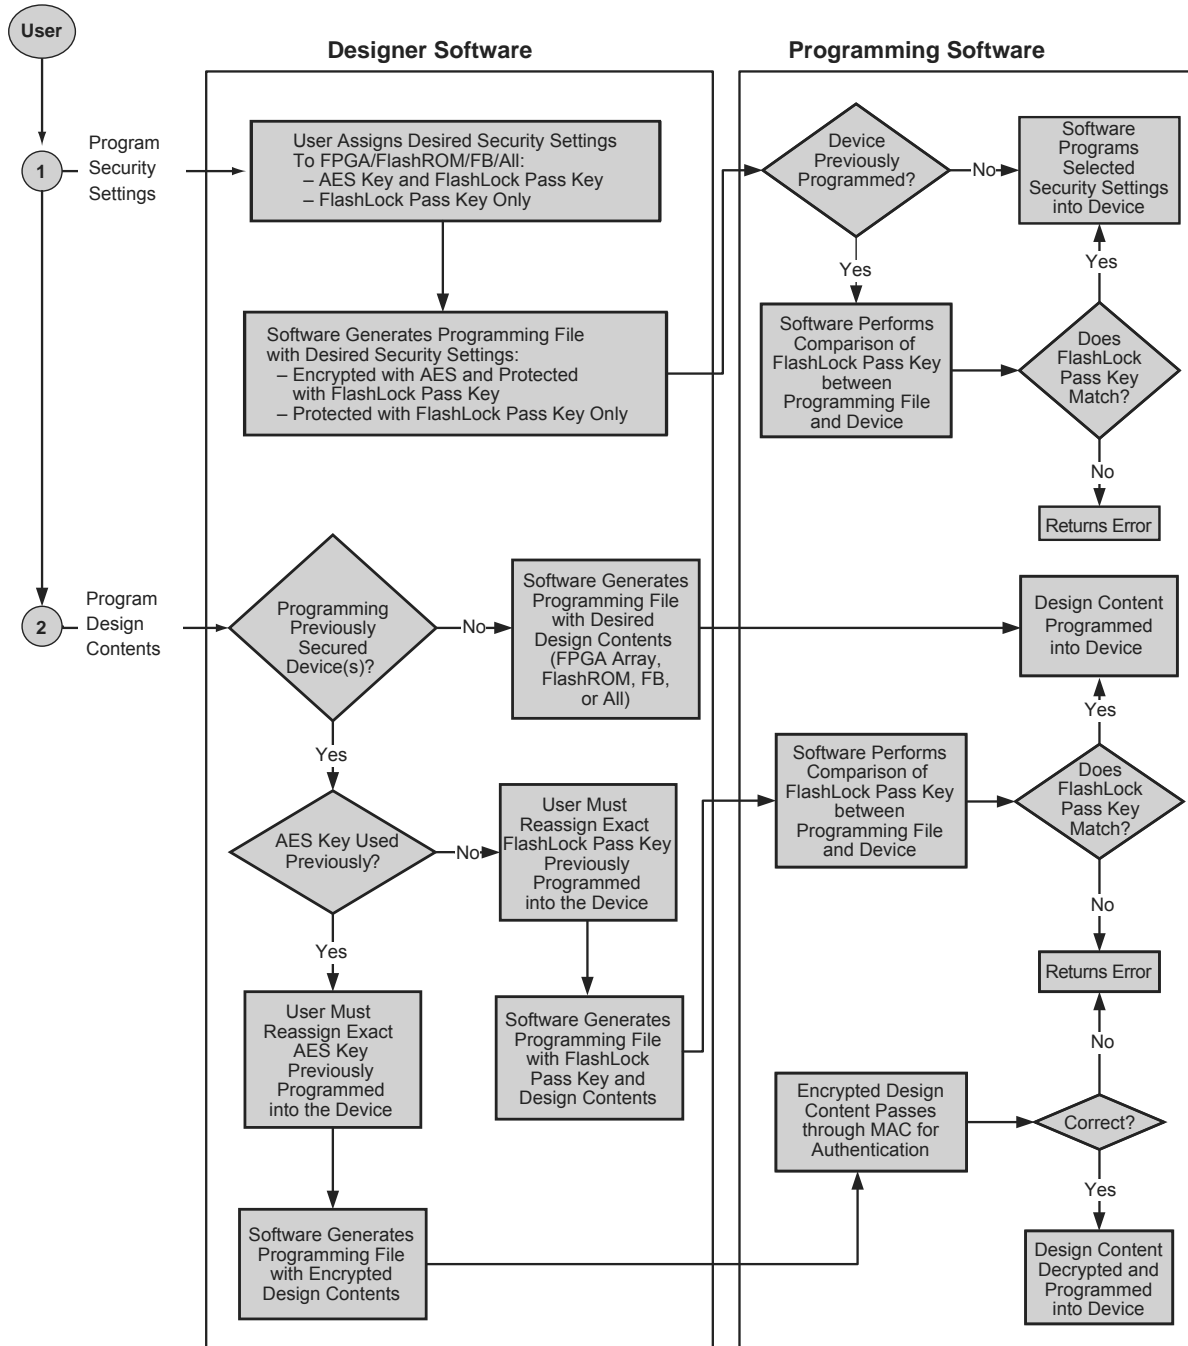 User
Designer Software
Programming Software
1
Program
Security
Settings
User Assigns Desired Security Settings
To FPGA/FlashROM/FB/All:
– AES Key and FlashLock Pass Key
– FlashLock Pass Key Only
Device
Previously
Programmed?
No
Software
Programs
Selected
Security Settings
into Device
Yes
Yes
Software Generates Programming File
with Desired Security Settings:
– Encrypted with AES and Protected
with FlashLock Pass Key
– Protected with FlashLock Pass Key Only
Software Performs
Comparison of
FlashLock Pass Key
between
Programming File
and Device
Does
FlashLock
Pass Key
Match?
No
Returns Error
2
Program
Design
Contents
Programming
Previously
Secured
Device(s)?
No
Software Generates
Programming File
with Desired
Design Contents
(FPGA Array,
FlashROM, FB,
or All)
Design Content
Programmed
into Device
Yes
Yes
AES Key Used
Previously?
No
User Must
Reassign Exact
FlashLock Pass Key
Previously
Programmed
into the Device
Software Performs
Comparison of
FlashLock Pass Key
between
Programming File
and Device
Does
FlashLock
Pass Key
Match?
No
Returns Error
Yes
User Must
Reassign Exact
AES Key
Previously
Programmed
into the Device
Software Generates
Programming File
with FlashLock
Pass Key and
Design Contents
No
Encrypted Design
Content Passes
through MAC for
Authentication
Correct?
Yes
Software Generates
Programming File
with Encrypted
Design Contents
Design Content
Decrypted and
Programmed
into Device